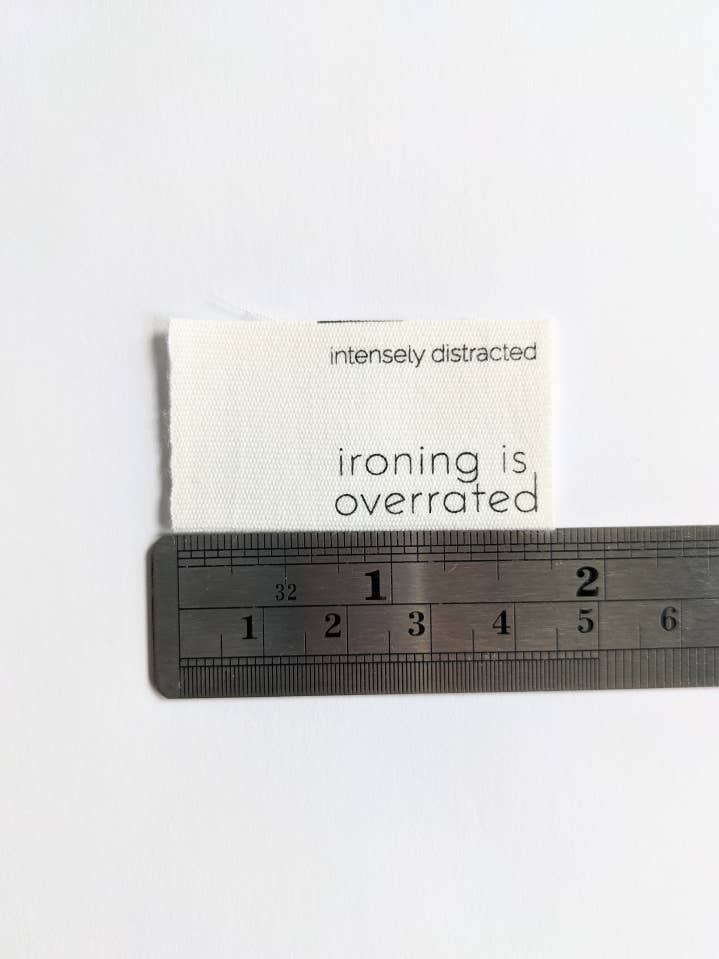 intensely distracted
ironing is
overrated
32 1 2
1 2 3 4 5 6